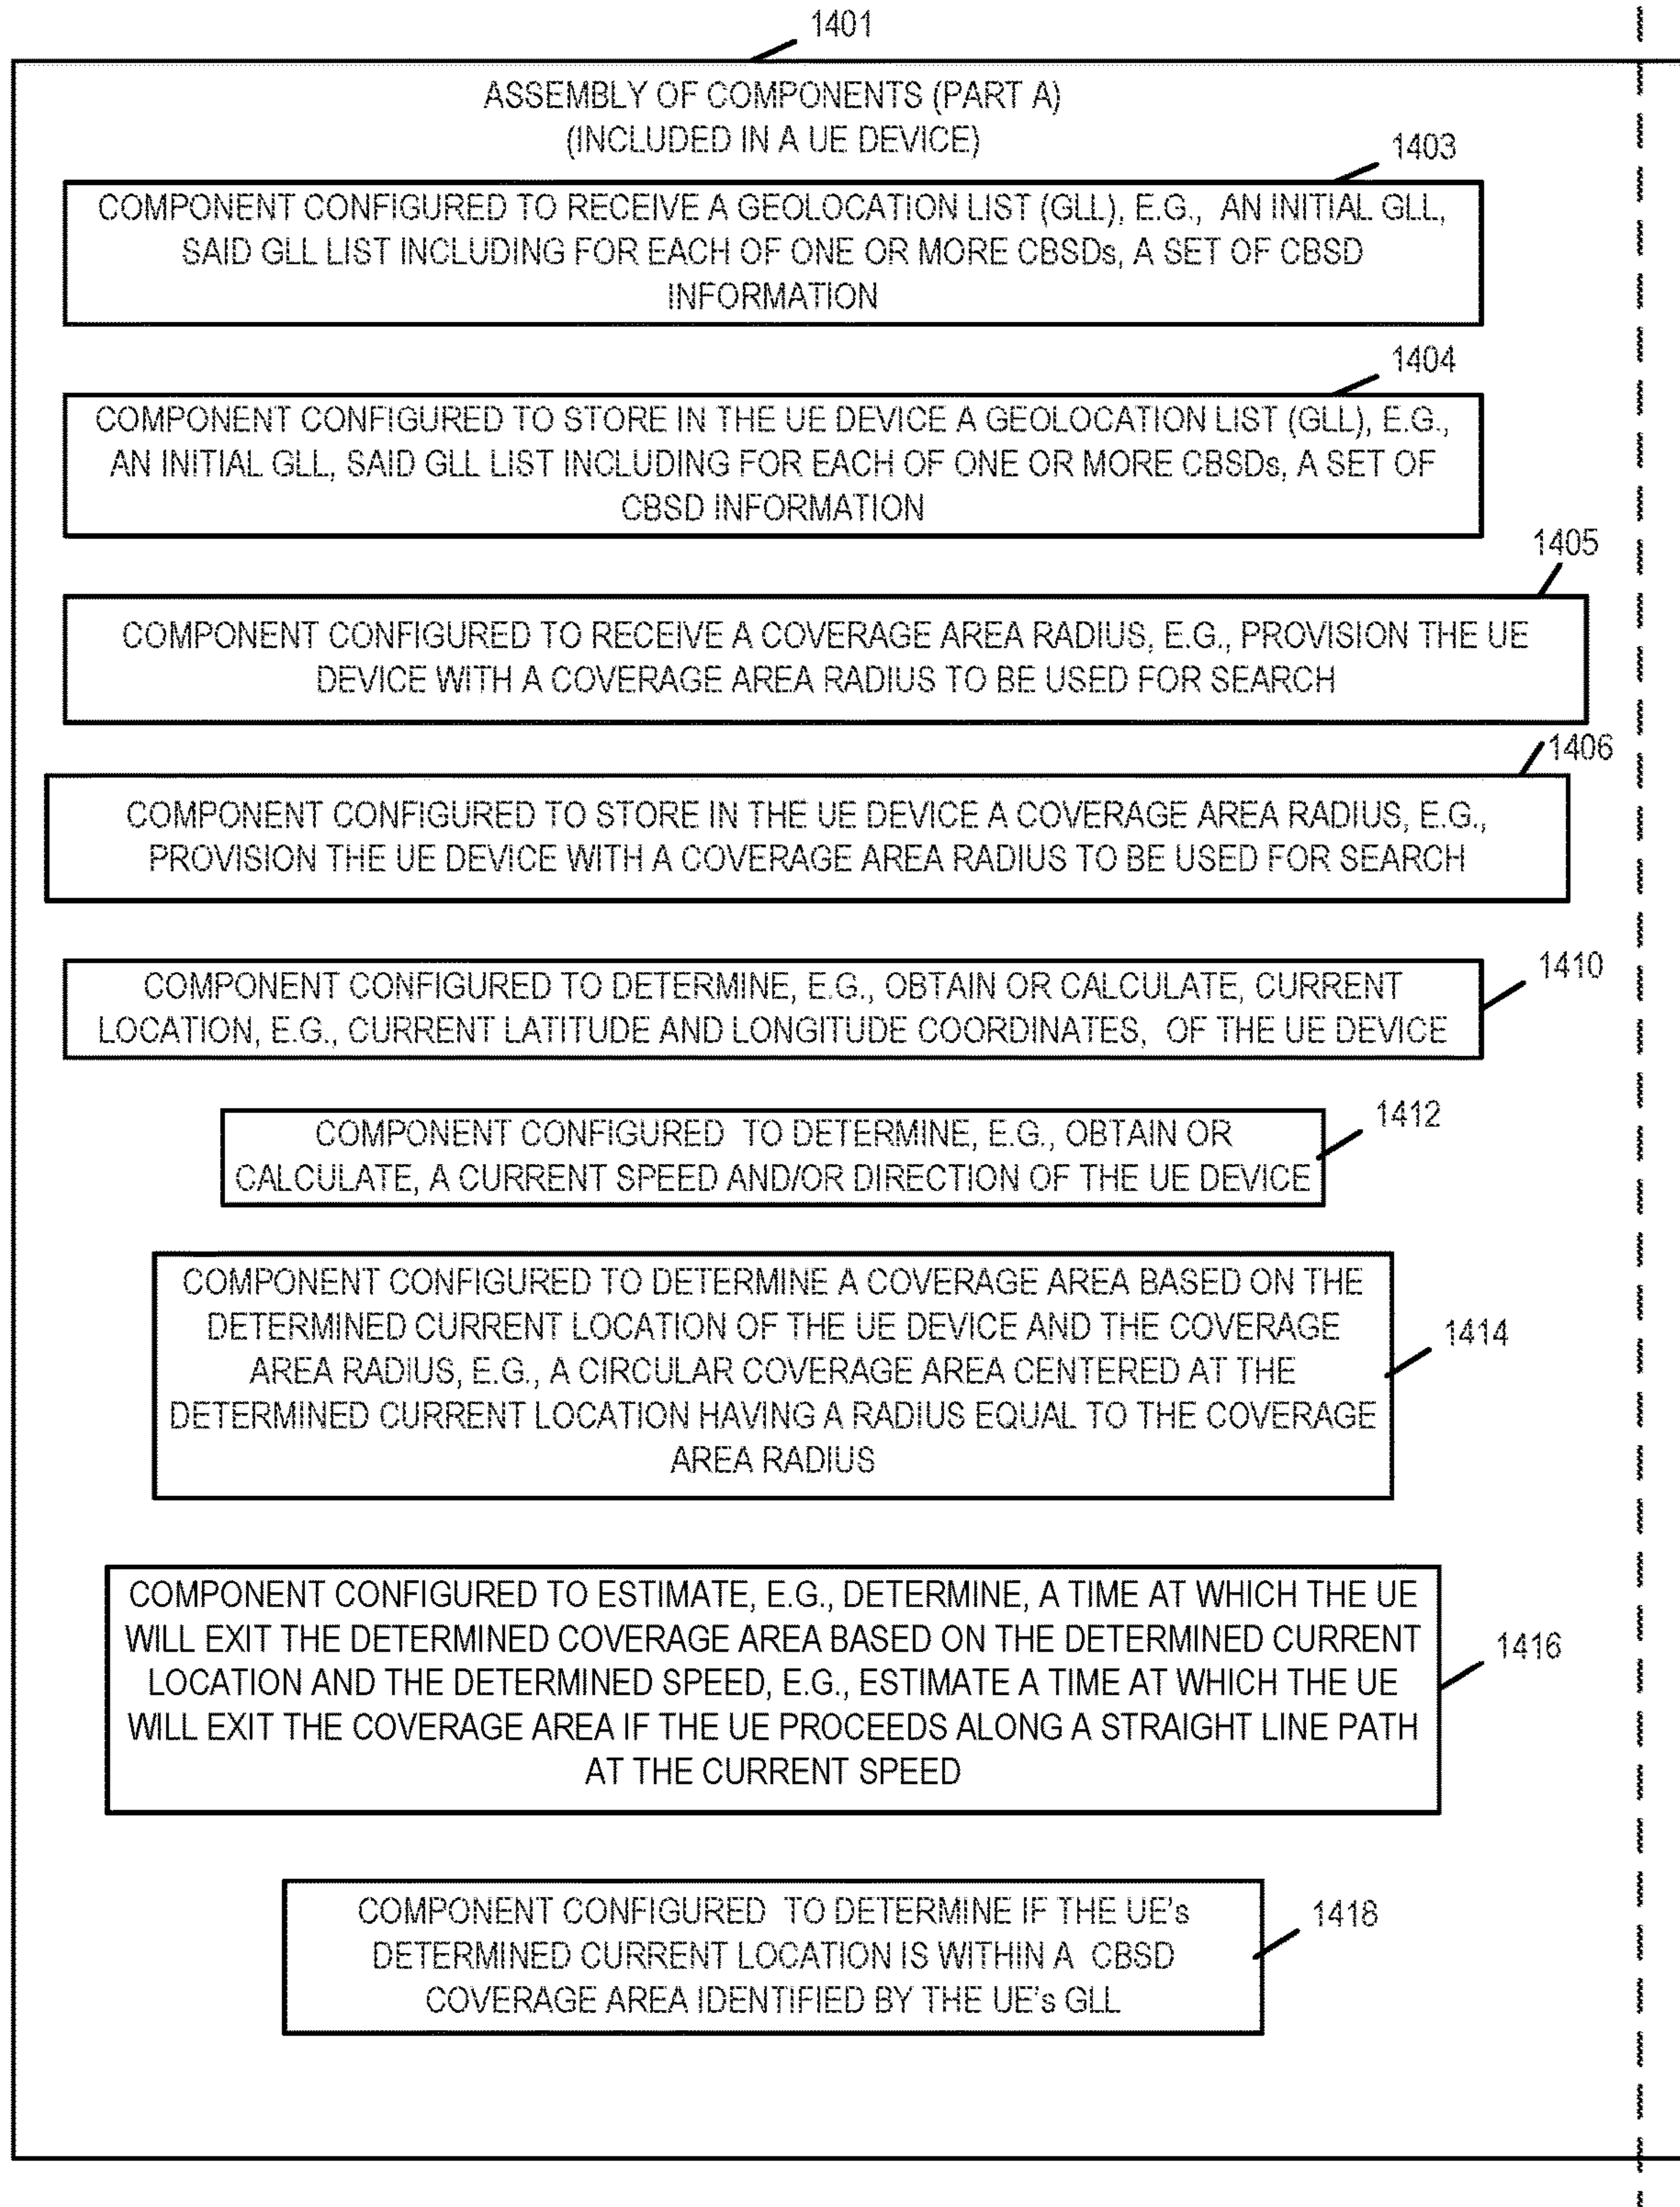 1401
ASSEMBLY OF COMPONENTS (PART A)
(INCLUDED IN A UE DEVICE)
1403
COMPONENT CONFIGURED TO RECEIVE A GEOLOCATION LIST (GLL), E.G., AN INITIAL GLL,
SAID GLL LIST INCLUDING FOR EACH OF ONE OR MORE CBSDs, A SET OF CBSD
INFORMATION
1404
COMPONENT CONFIGURED TO STORE IN THE UE DEVICE A GEOLOCATION LIST (GLL), E.G.,
AN INITIAL GLL, SAID GLL LIST INCLUDING FOR EACH OF ONE OR MORE CBSDs, A SET OF
CBSD INFORMATION
1405
COMPONENT CONFIGURED TO RECEIVE A COVERAGE AREA RADIUS, E.G., PROVISION THE UE
DEVICE WITH A COVERAGE AREA RADIUS TO BE USED FOR SEARCH
1406
COMPONENT CONFIGURED TO STORE IN THE UE DEVICE A COVERAGE AREA RADIUS, E.G.,
PROVISION THE UE DEVICE WITH A COVERAGE AREA RADIUS TO BE USED FOR SEARCH
1410
COMPONENT CONFIGURED TO DETERMINE, E.G., OBTAIN OR CALCULATE, CURRENT
LOCATION, E.G., CURRENT LATITUDE AND LONGITUDE COORDINATES, OF THE UE DEVICE
1412
COMPONENT CONFIGURED TO DETERMINE, E.G., OBTAIN OR
CALCULATE, A CURRENT SPEED AND/OR DIRECTION OF THE UE DEVICE
COMPONENT CONFIGURED TO DETERMINE A COVERAGE AREA BASED ON THE
DETERMINED CURRENT LOCATION OF THE UE DEVICE AND THE COVERAGE
1414
AREA RADIUS, E.G., A CIRCULAR COVERAGE AREA CENTERED AT THE
DETERMINED CURRENT LOCATION HAVING A RADIUS EQUAL TO THE COVERAGE
AREA RADIUS
COMPONENT CONFIGURED TO ESTIMATE, E.G., DETERMINE, A TIME AT WHICH THE UE
WILL EXIT THE DETERMINED COVERAGE AREA BASED ON THE DETERMINED CURRENT
1416
LOCATION AND THE DETERMINED SPEED, E.G., ESTIMATE A TIME AT WHICH THE UE
WILL EXIT THE COVERAGE AREA IF THE UE PROCEEDS ALONG A STRAIGHT LINE PATH
AT THE CURRENT SPEED
COMPONENT CONFIGURED TO DETERMINE IF THE UE's
1418
DETERMINED CURRENT LOCATION IS WITHIN A CBSD
COVERAGE AREA IDENTIFIED BY THE UE's GLL